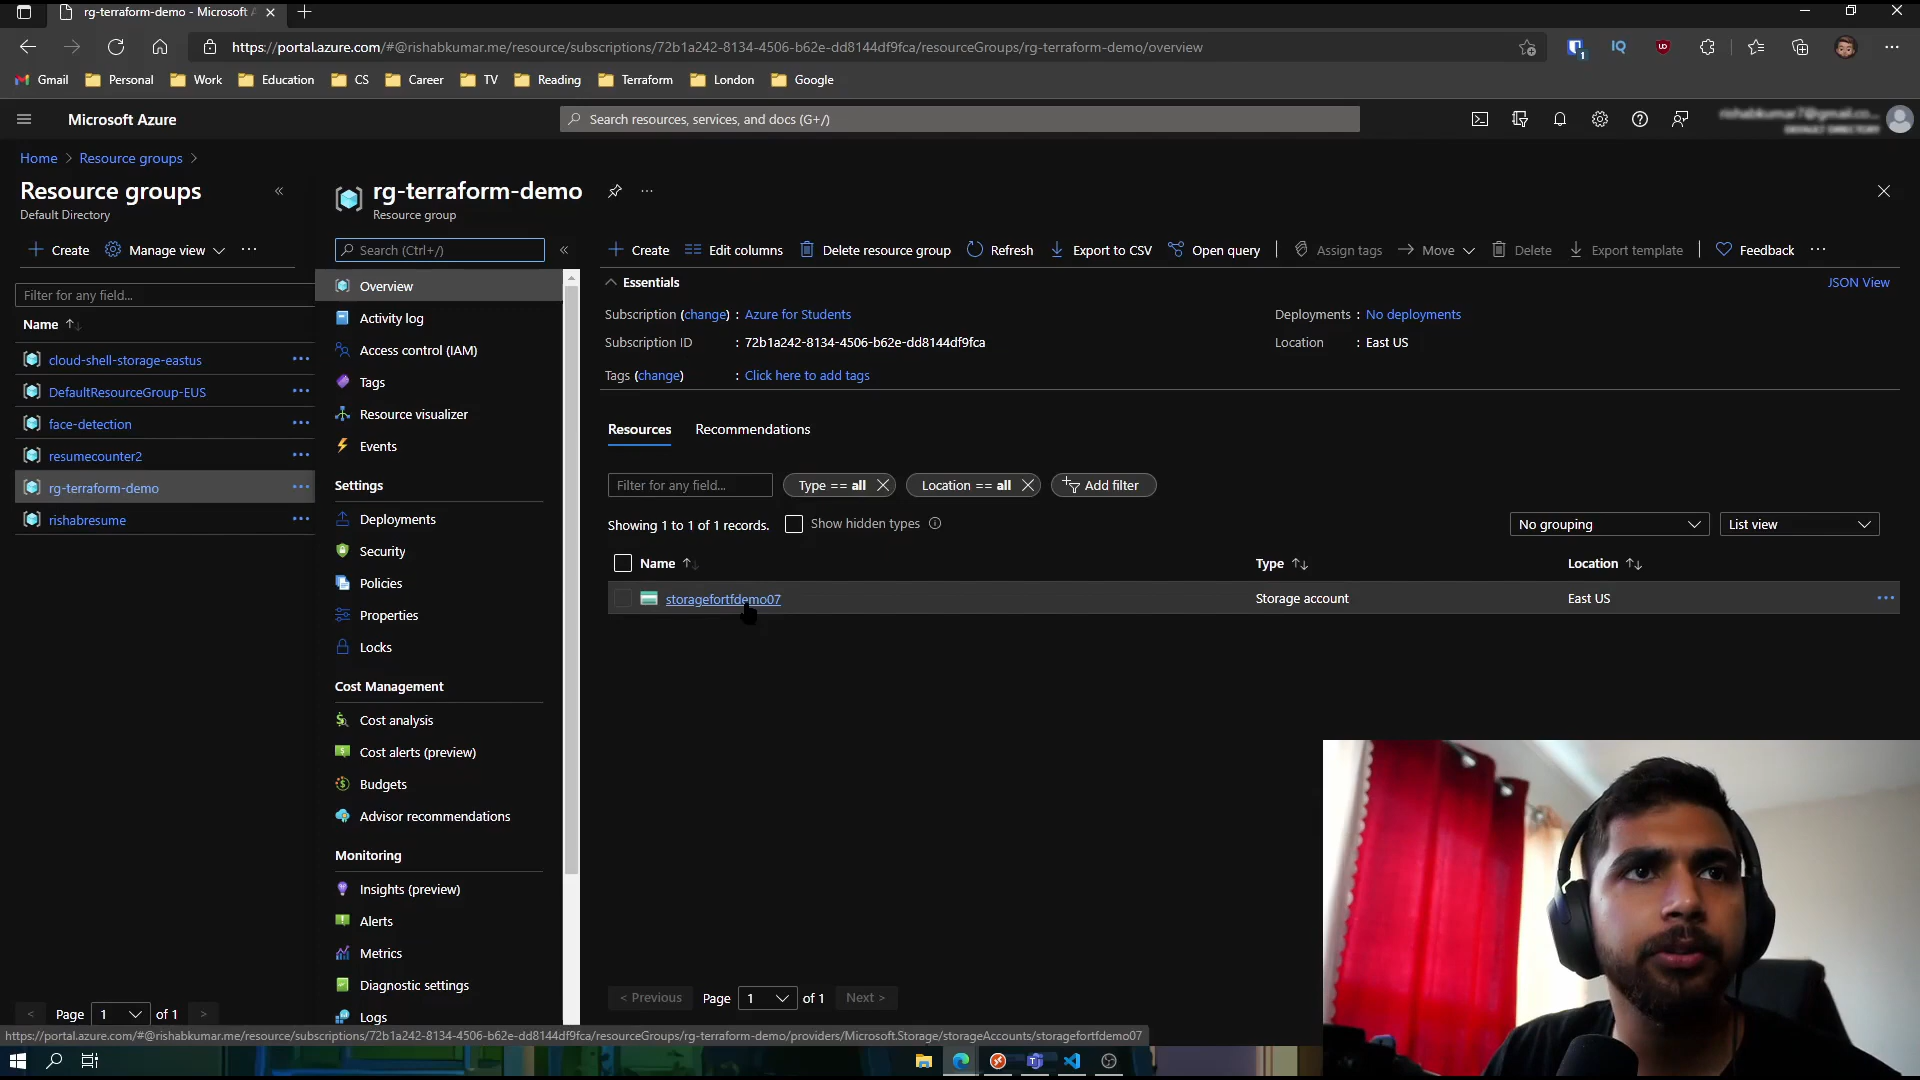 rg-terraform-demo - Microsoft A
https://portal.azure.com/#@rishabkumar.me/resource/subscriptions/72b1a242-8134-4506-b62e-dd8144df9fca/resourceGroups/rg-terraform-demo/overview
Gmail Personal Work Education CS Career TV Reading Terraform London Google
Microsoft Azure
Search resources, services, and docs (G+/)
Home > Resource groups >
Resource groups
Default Directory
Create Manage view
Filter for any field...
Name
cloud-shell-storage-eastus
DefaultResourceGroup-EUS
face-detection
resumecounter2
rg-terraform-demo
rishabresume
< Page 1 of 1 >
rg-terraform-demo
Resource group
Search (Ctrl+/)
Overview
Activity log
Access control (IAM)
Tags
Resource visualizer
Events
Settings
Deployments
Security
Policies
Properties
Locks
Cost Management
Cost analysis
Cost alerts (preview)
Budgets
Advisor recommendations
Monitoring
Insights (preview)
Alerts
Metrics
Diagnostic settings
Logs
Create Edit columns Delete resource group Refresh Export to CSV Open query Assign tags Move Delete Export template Feedback
Essentials JSON View
Subscription (change) : Azure for Students Deployments : No deployments
Subscription ID : 72b1a242-8134-4506-b62e-dd8144df9fca Location : East US
Tags (change) : Click here to add tags
Resources Recommendations
Filter for any field... Type == all Location == all Add filter
Showing 1 to 1 of 1 records. Show hidden types No grouping List view
Name Type Location
storagefortfdemo07 Storage account East US
< Previous Page 1 of 1 Next >
https://portal.azure.com/#@rishabkumar.me/resource/subscriptions/72b1a242-8134-4506-b62e-dd8144df9fca/resourceGroups/rg-terraform-demo/providers/Microsoft.Storage/storageAccounts/storagefortfdemo07